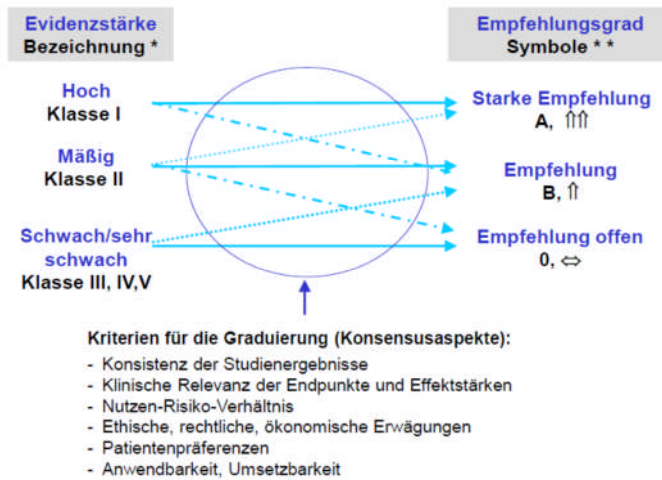 Evidenzstärke
Bezeichnung *
Empfehlungsgrad
Symbole * *
Hoch
Klasse I
Starke Empfehlung
A, ⇑⇑
Mäßig
Klasse II
Empfehlung
B, ⇑
Schwach/sehr
schwach
Klasse III, IV,V
Empfehlung offen
0, ⇔
Kriterien für die Graduierung (Konsensusaspekte):
- Konsistenz der Studienergebnisse
- Klinische Relevanz der Endpunkte und Effektstärken
- Nutzen-Risiko-Verhältnis
- Ethische, rechtliche, ökonomische Erwägungen
- Patientenpräferenzen
- Anwendbarkeit, Umsetzbarkeit